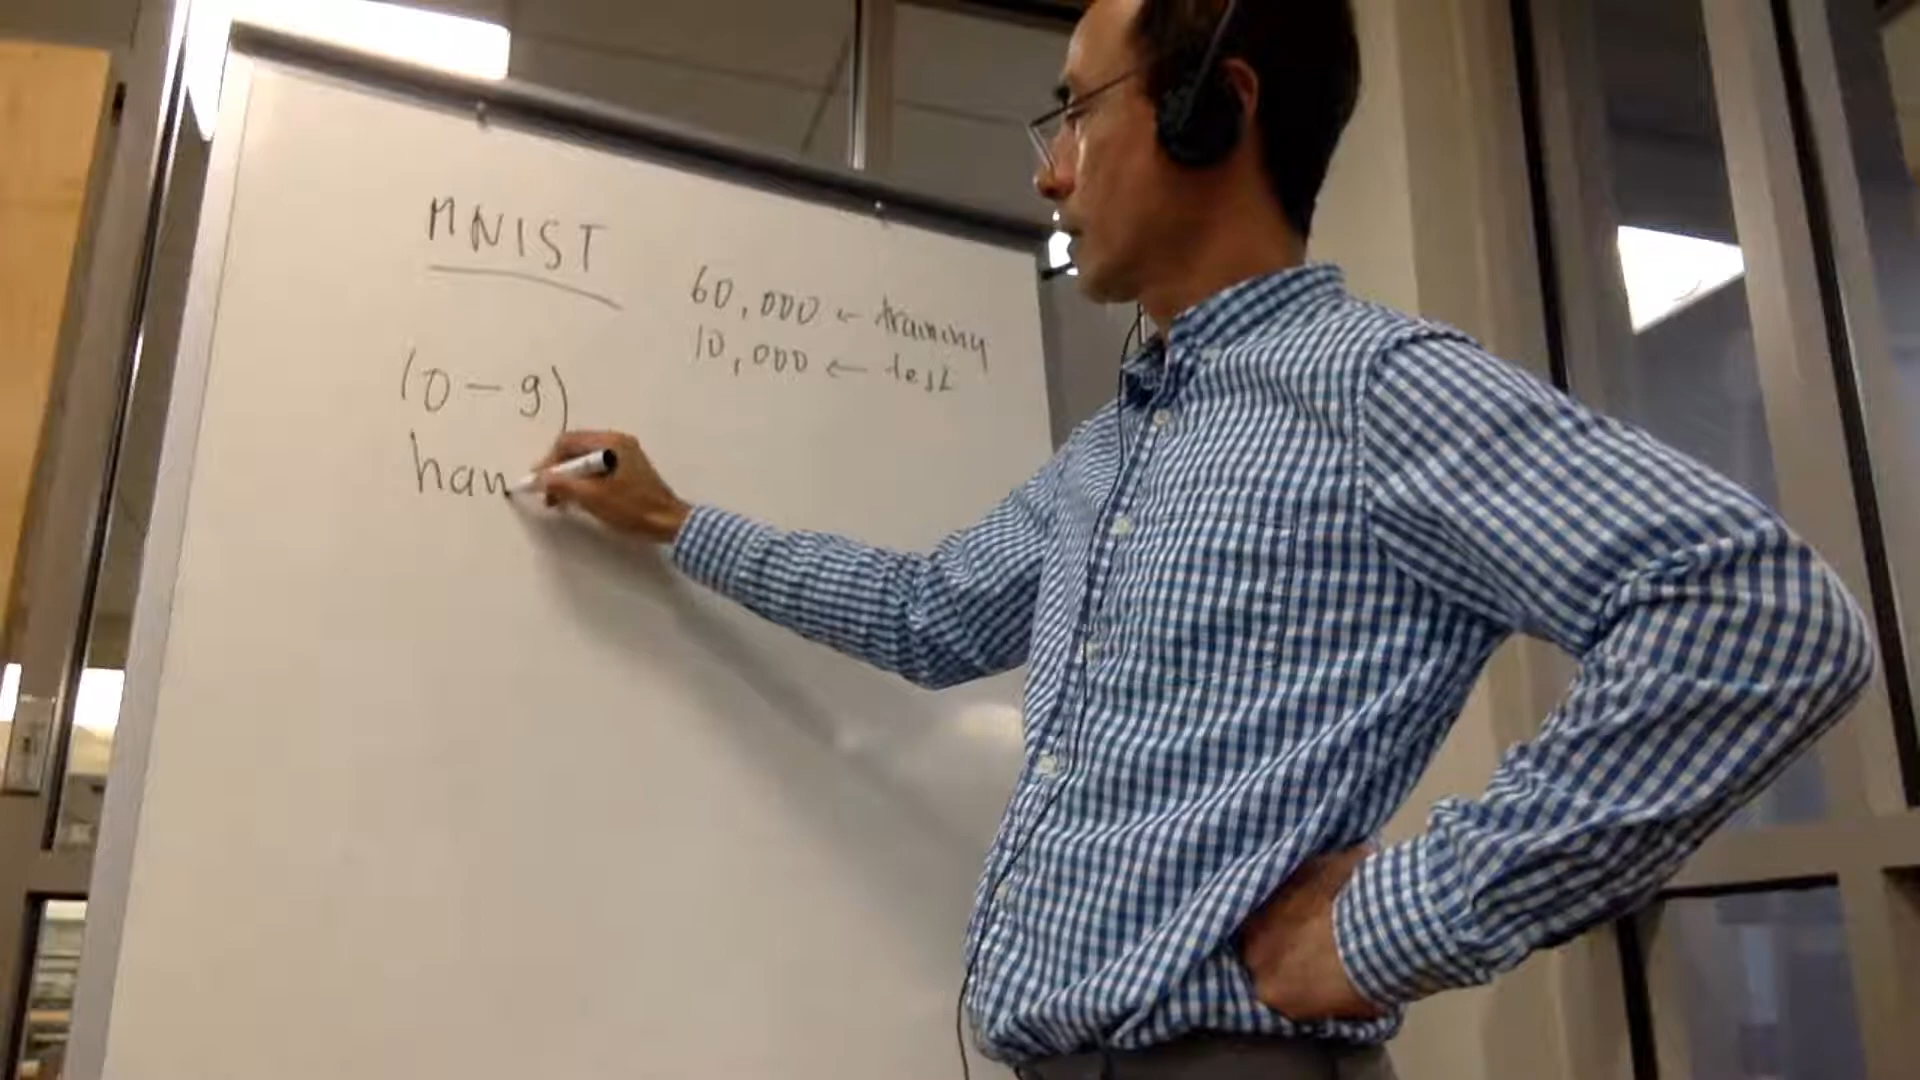 MNIST
60,000 ← training
10,000 ← test
(0-9)
han